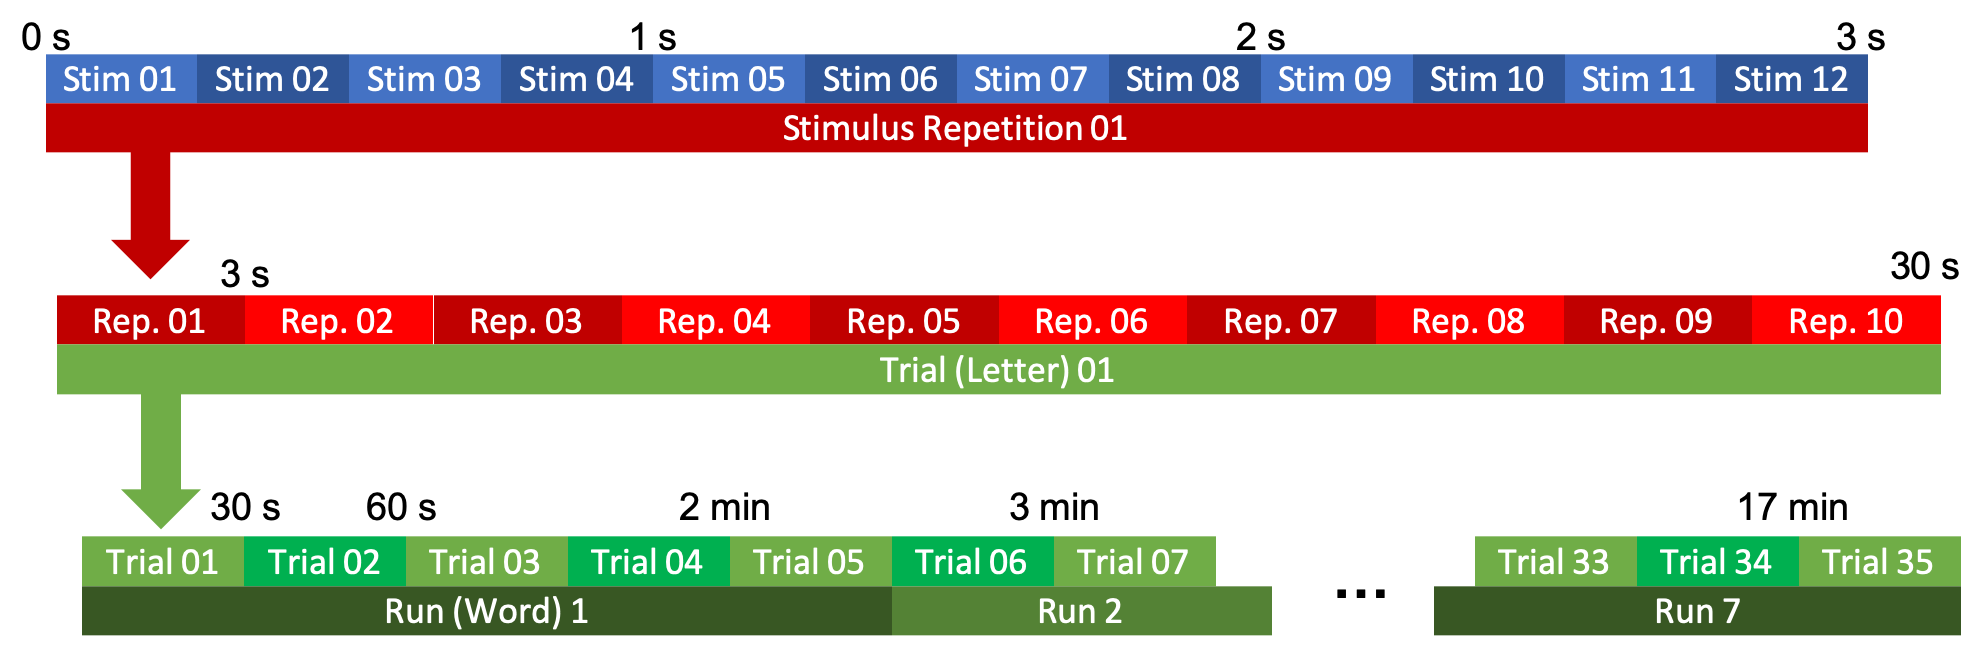 0 s 1 s 2 s 3 s
Stim 01 Stim 02 Stim 03 Stim 04 Stim 05 Stim 06 Stim 07 Stim 08 Stim 09 Stim 10 Stim 11 Stim 12
Stimulus Repetition 01
3 s 30 s
Rep. 01 Rep. 02 Rep. 03 Rep. 04 Rep. 05 Rep. 06 Rep. 07 Rep. 08 Rep. 09 Rep. 10
Trial (Letter) 01
30 s 60 s 2 min 3 min 17 min
Trial 01 Trial 02 Trial 03 Trial 04 Trial 05 Trial 06 Trial 07 Trial 33 Trial 34 Trial 35
Run (Word) 1 Run 2 ... Run 7